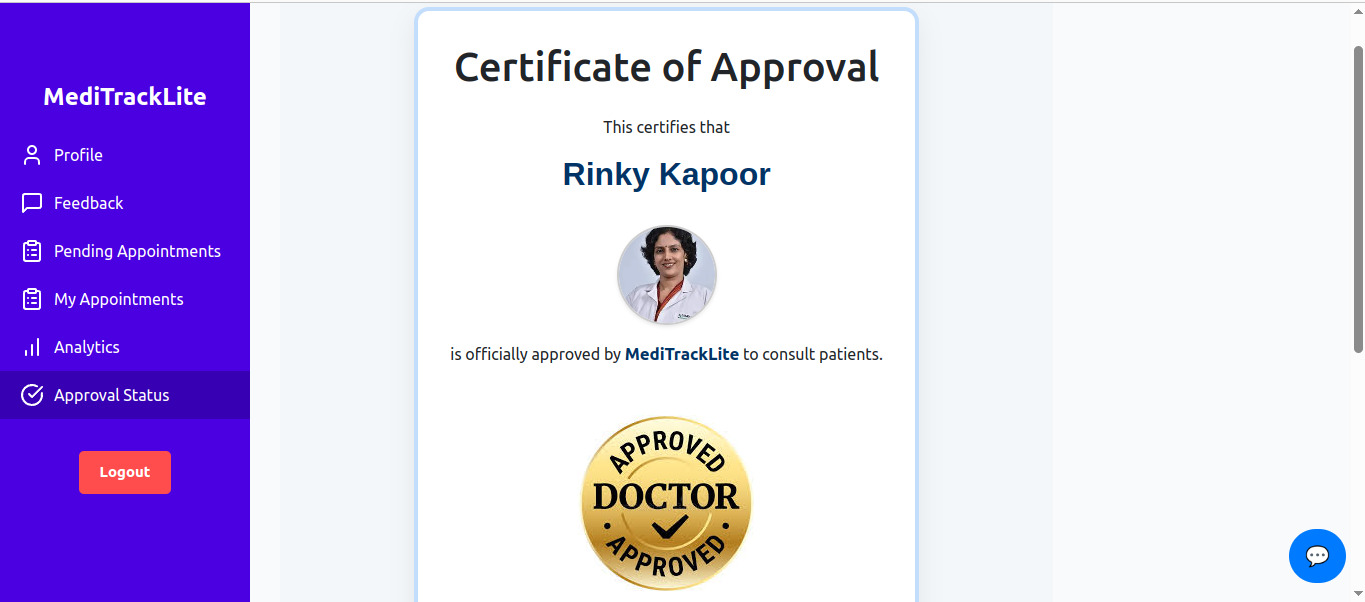 MediTrackLite
Profile
Feedback
Pending Appointments
My Appointments
Analytics
Approval Status
Logout
Certificate of Approval
This certifies that
Rinky Kapoor
is officially approved by MediTrackLite to consult patients.
APPROVED
DOCTOR
APPROVED